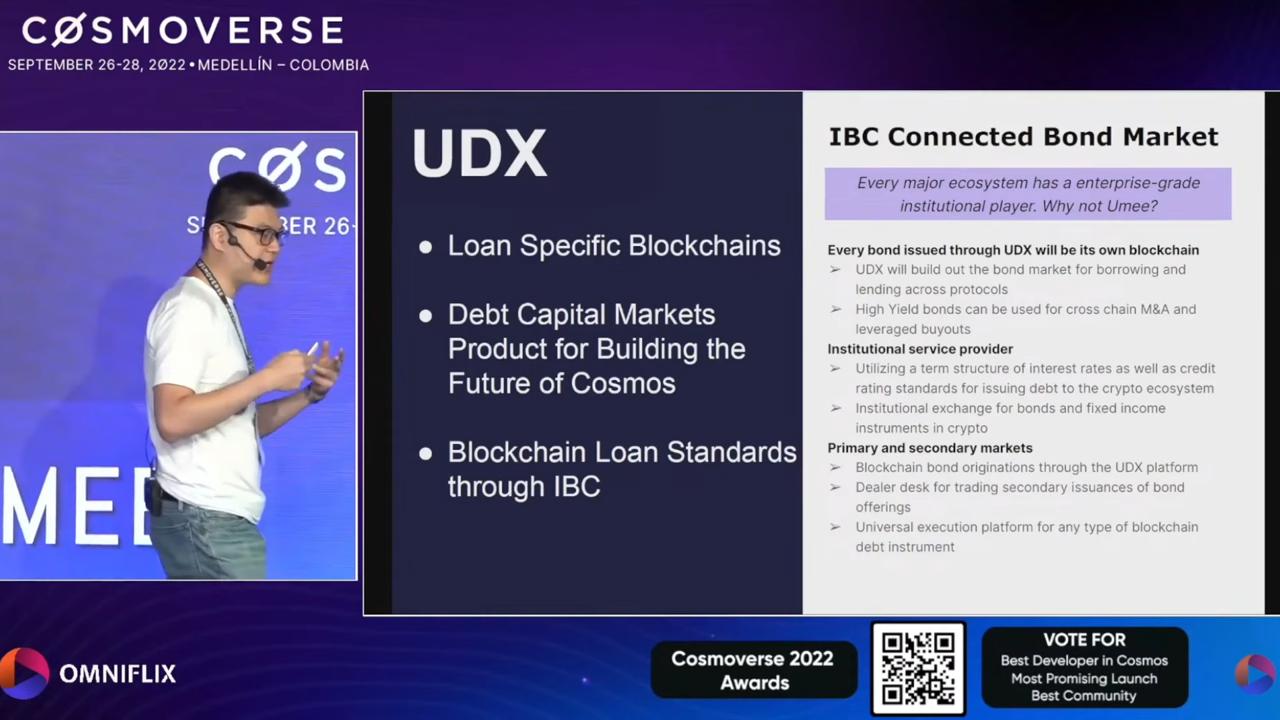 CØSMOVERSE
SEPTEMBER 26-28, 2Ø22 • MEDELLÍN – COLOMBIA
CØS
26-
MEE
UDX
● Loan Specific Blockchains
● Debt Capital Markets
Product for Building the
Future of Cosmos
● Blockchain Loan Standards
through IBC
IBC Connected Bond Market
Every major ecosystem has a enterprise-grade
institutional player. Why not Umee?
Every bond issued through UDX will be its own blockchain
➢ UDX will build out the bond market for borrowing and
lending across protocols
➢ High Yield bonds can be used for cross chain M&A and
leveraged buyouts
Institutional service provider
➢ Utilizing a term structure of interest rates as well as credit
rating standards for issuing debt to the crypto ecosystem
➢ Institutional exchange for bonds and fixed income
instruments in crypto
Primary and secondary markets
➢ Blockchain bond originations through the UDX platform
➢ Dealer desk for trading secondary issuances of bond
offerings
➢ Universal execution platform for any type of blockchain
debt instrument
OMNIFLIX
Cosmoverse 2022
Awards
VOTE FOR
Best Developer in Cosmos
Most Promising Launch
Best Community